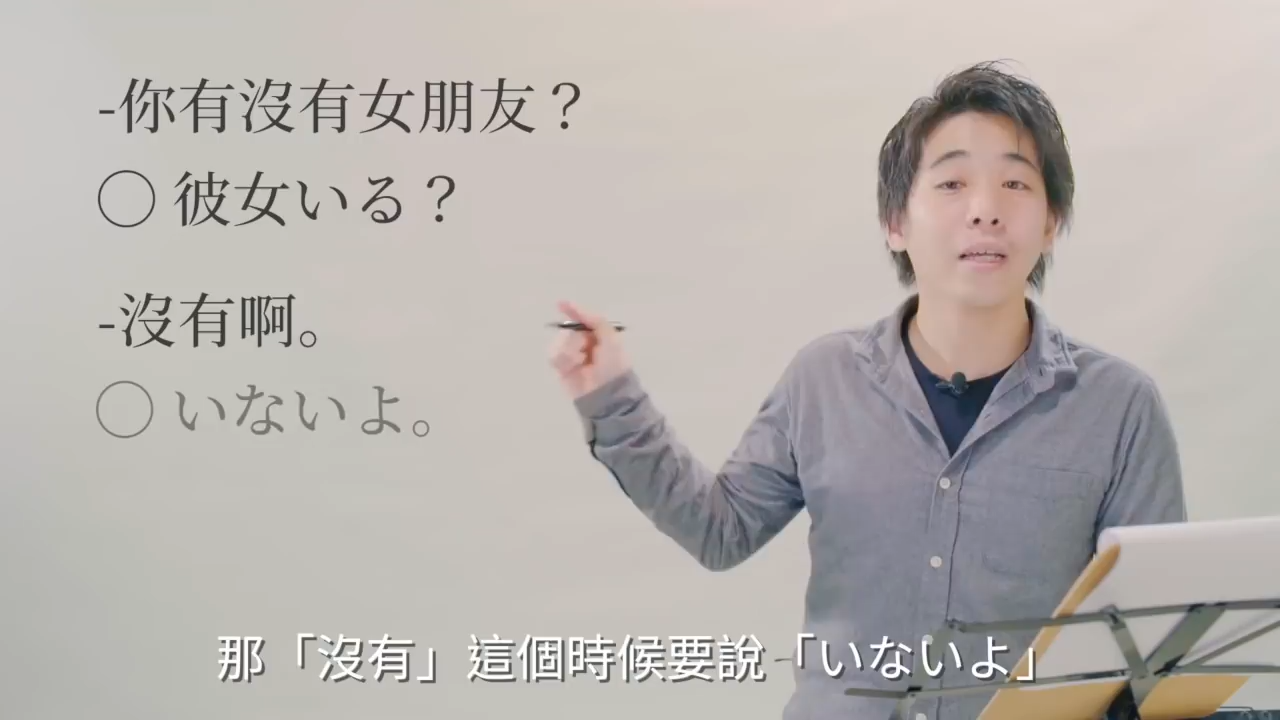 -你有沒有女朋友？
◯ 彼女いる？
-沒有啊。
◯ いないよ。
那「沒有」這個時候要說「いないよ」